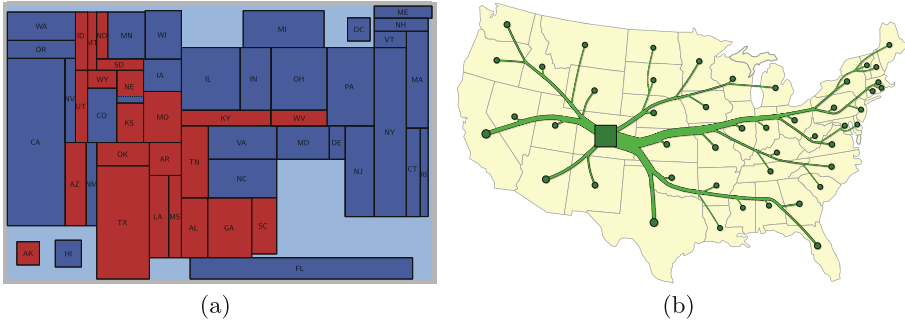 ME
WA
ID
MT
ND
MN
WI
MI
DC
NH
VT
OR
SD
IA
IL
IN
OH
PA
MA
NV
UT
WY
NE
CO
KS
MO
KY
WV
NY
CA
OK
AR
TN
VA
MD
DE
NC
NJ
CT
RI
AZ
NM
TX
LA
MS
AL
GA
SC
AK
HI
FL
(a)
(b)